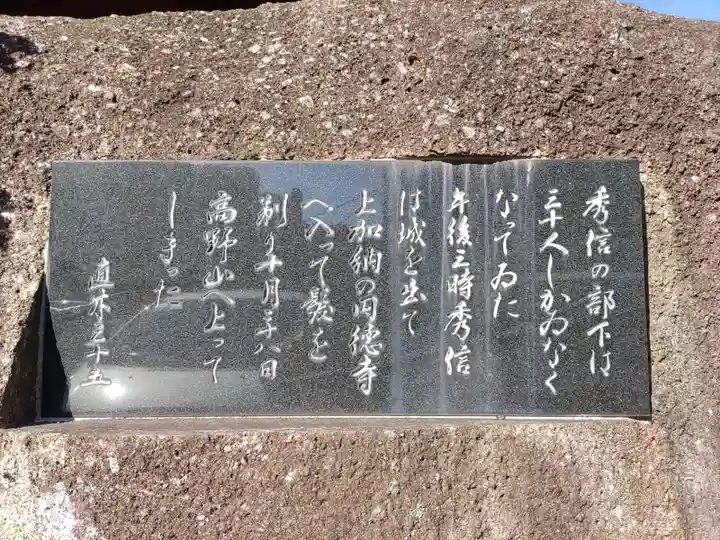 秀信の部下は
三十人しかゐなく
なってゐた
午後三時秀信
は城を出て
上加納の円徳寺
へ入って髪を
剃り十月二十八日
高野山へ上って
しまった
直木三十五